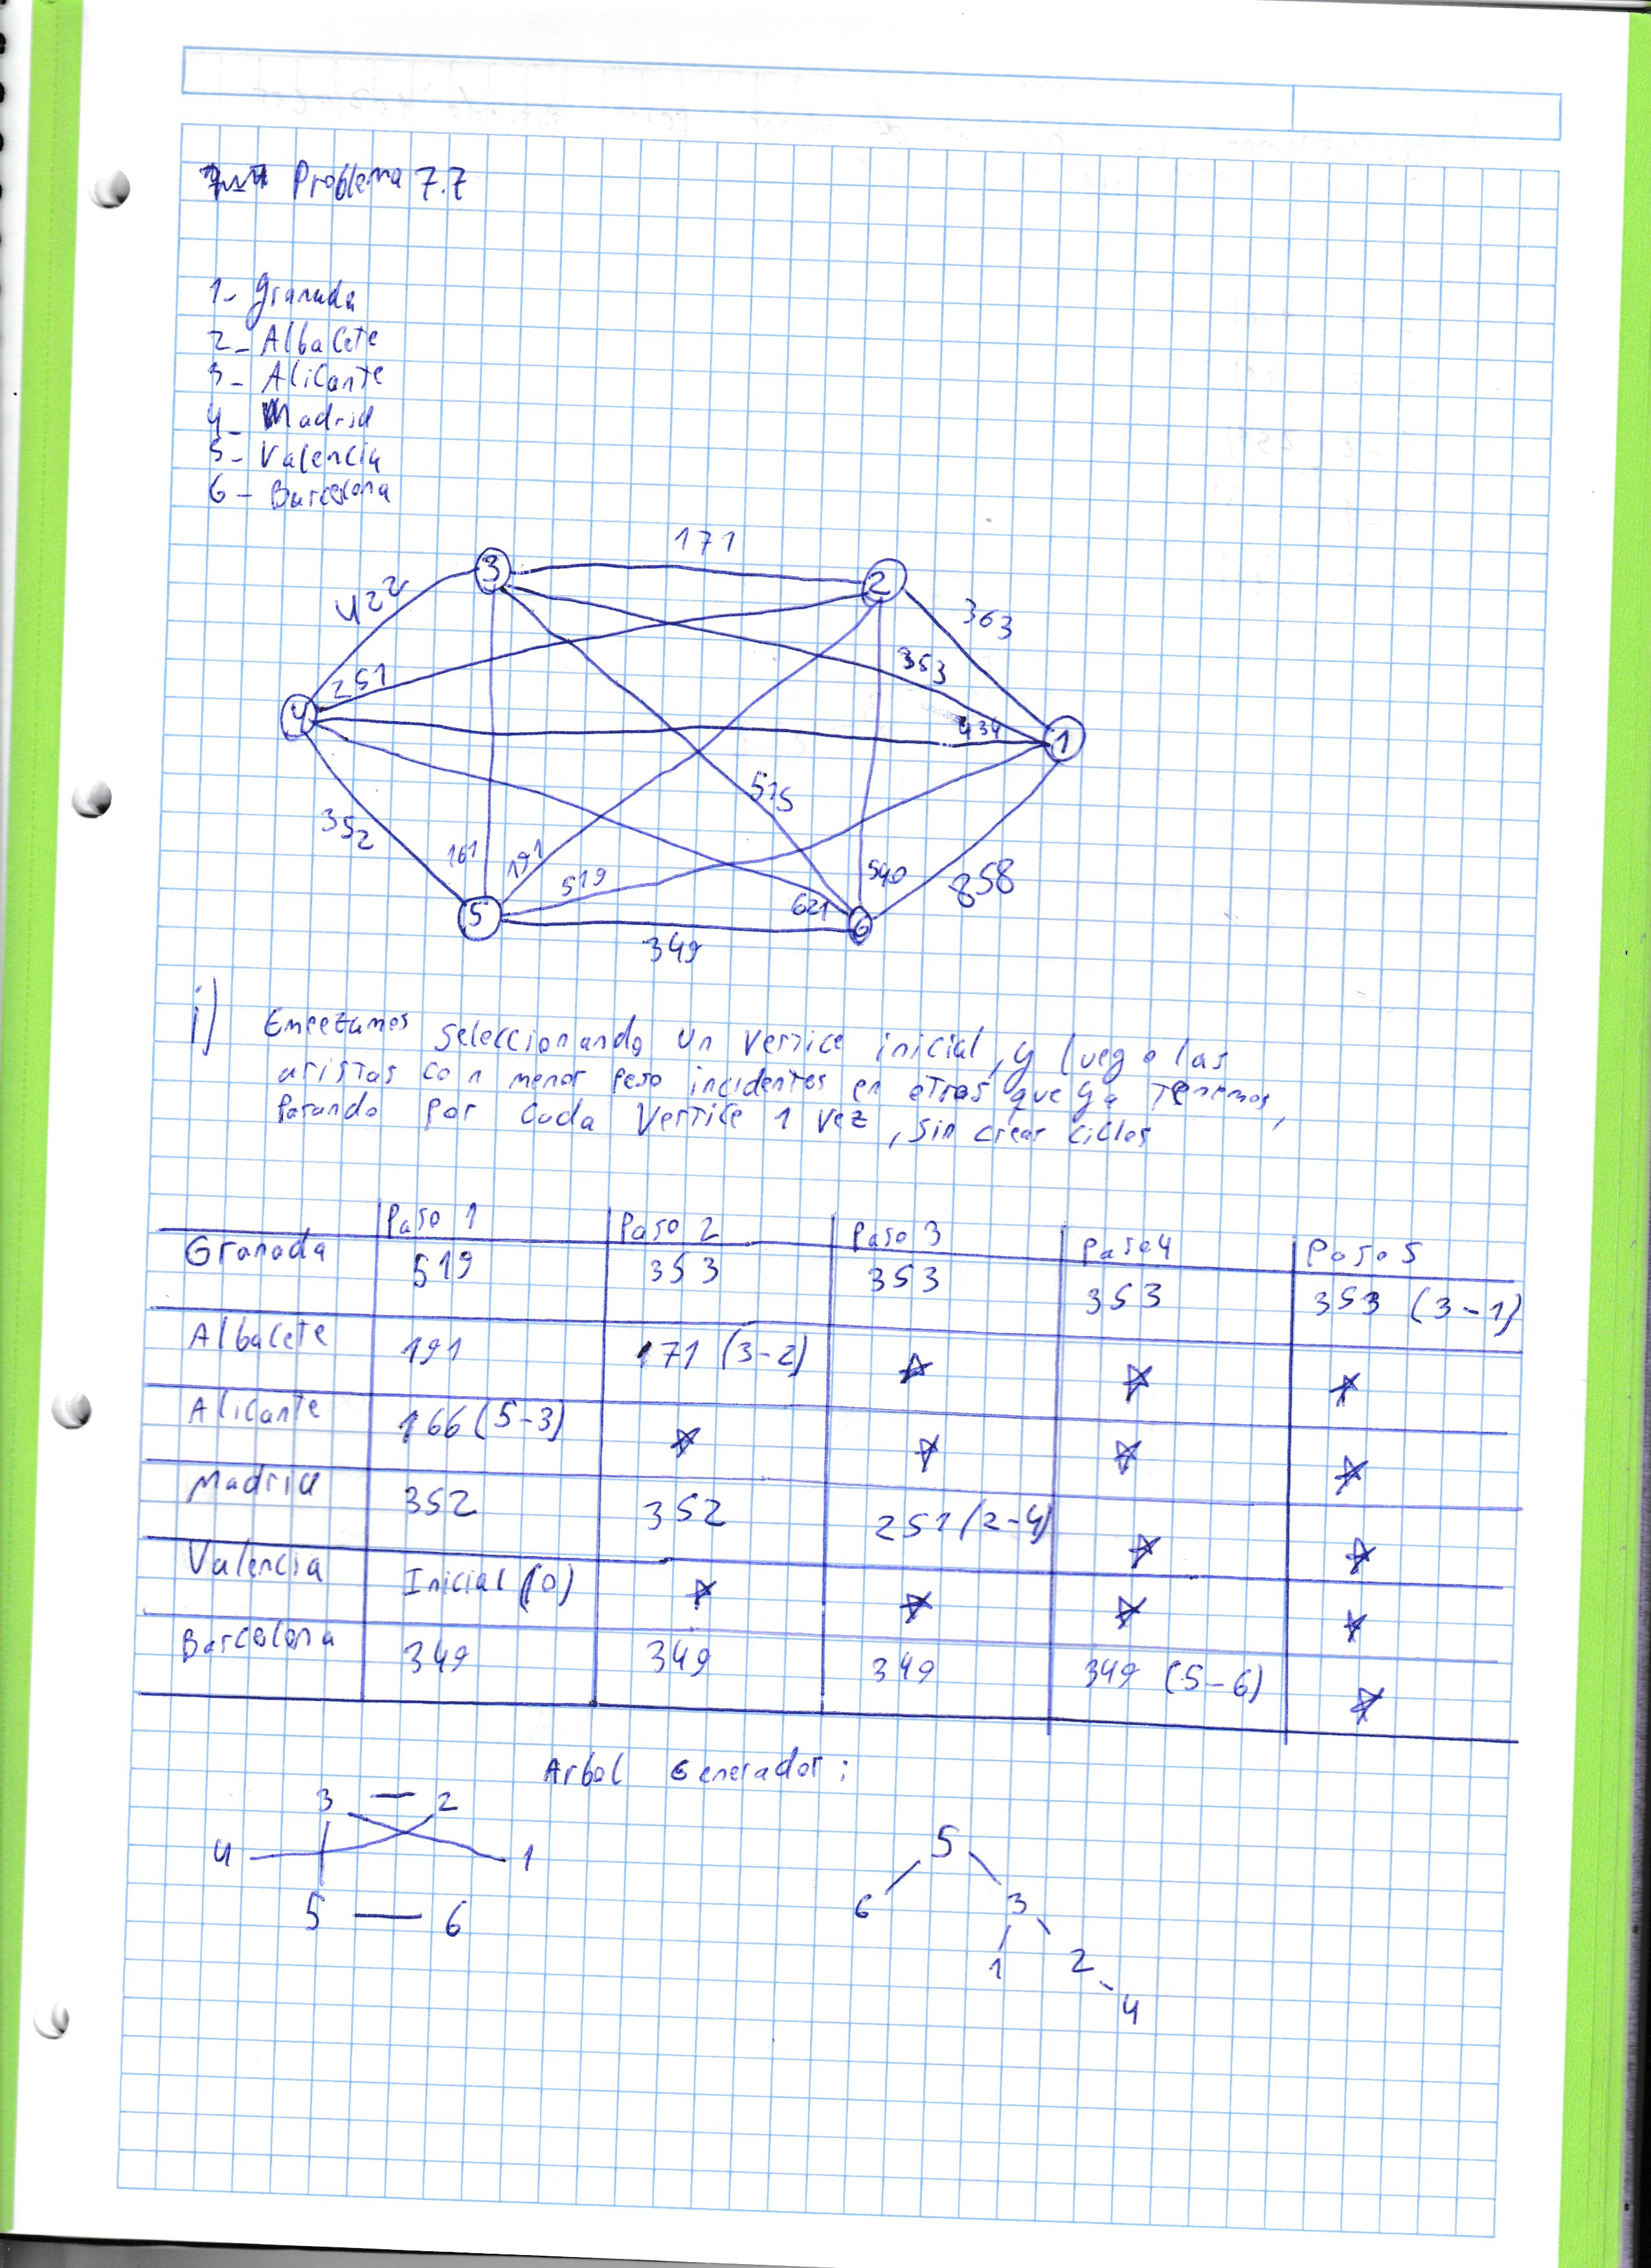 Problema 7.7
1- Granada
2- Albacete
3- Alicante
4- Madrid
5- Valencia
6- Barcelona
171
422
363
353
251
434
515
352
161
191
519
540
858
621
349
3
2
4
1
5
6
i) Empezamos seleccionando un vertice inicial, y luego las
aristas con menor peso incidentes en otras que ya tenemos,
pasando por cada vertice 1 vez, sin crear ciclos
Paso 1 Paso 2 Paso 3 Paso 4 Paso 5
Granada 519 353 353 353 353 (3-1)
Albacete 191 171 (3-2) ☆ ☆ ☆
Alicante 166 (5-3) ☆ ☆ ☆ ☆
Madrid 352 352 251 (2-4) ☆ ☆
Valencia Inicial (0) ☆ ☆ ☆ ☆
Barcelona 349 349 349 349 (5-6) ☆
Arbol Generador:
3 — 2
4 1
5 — 6
5
6 3
1 2
4